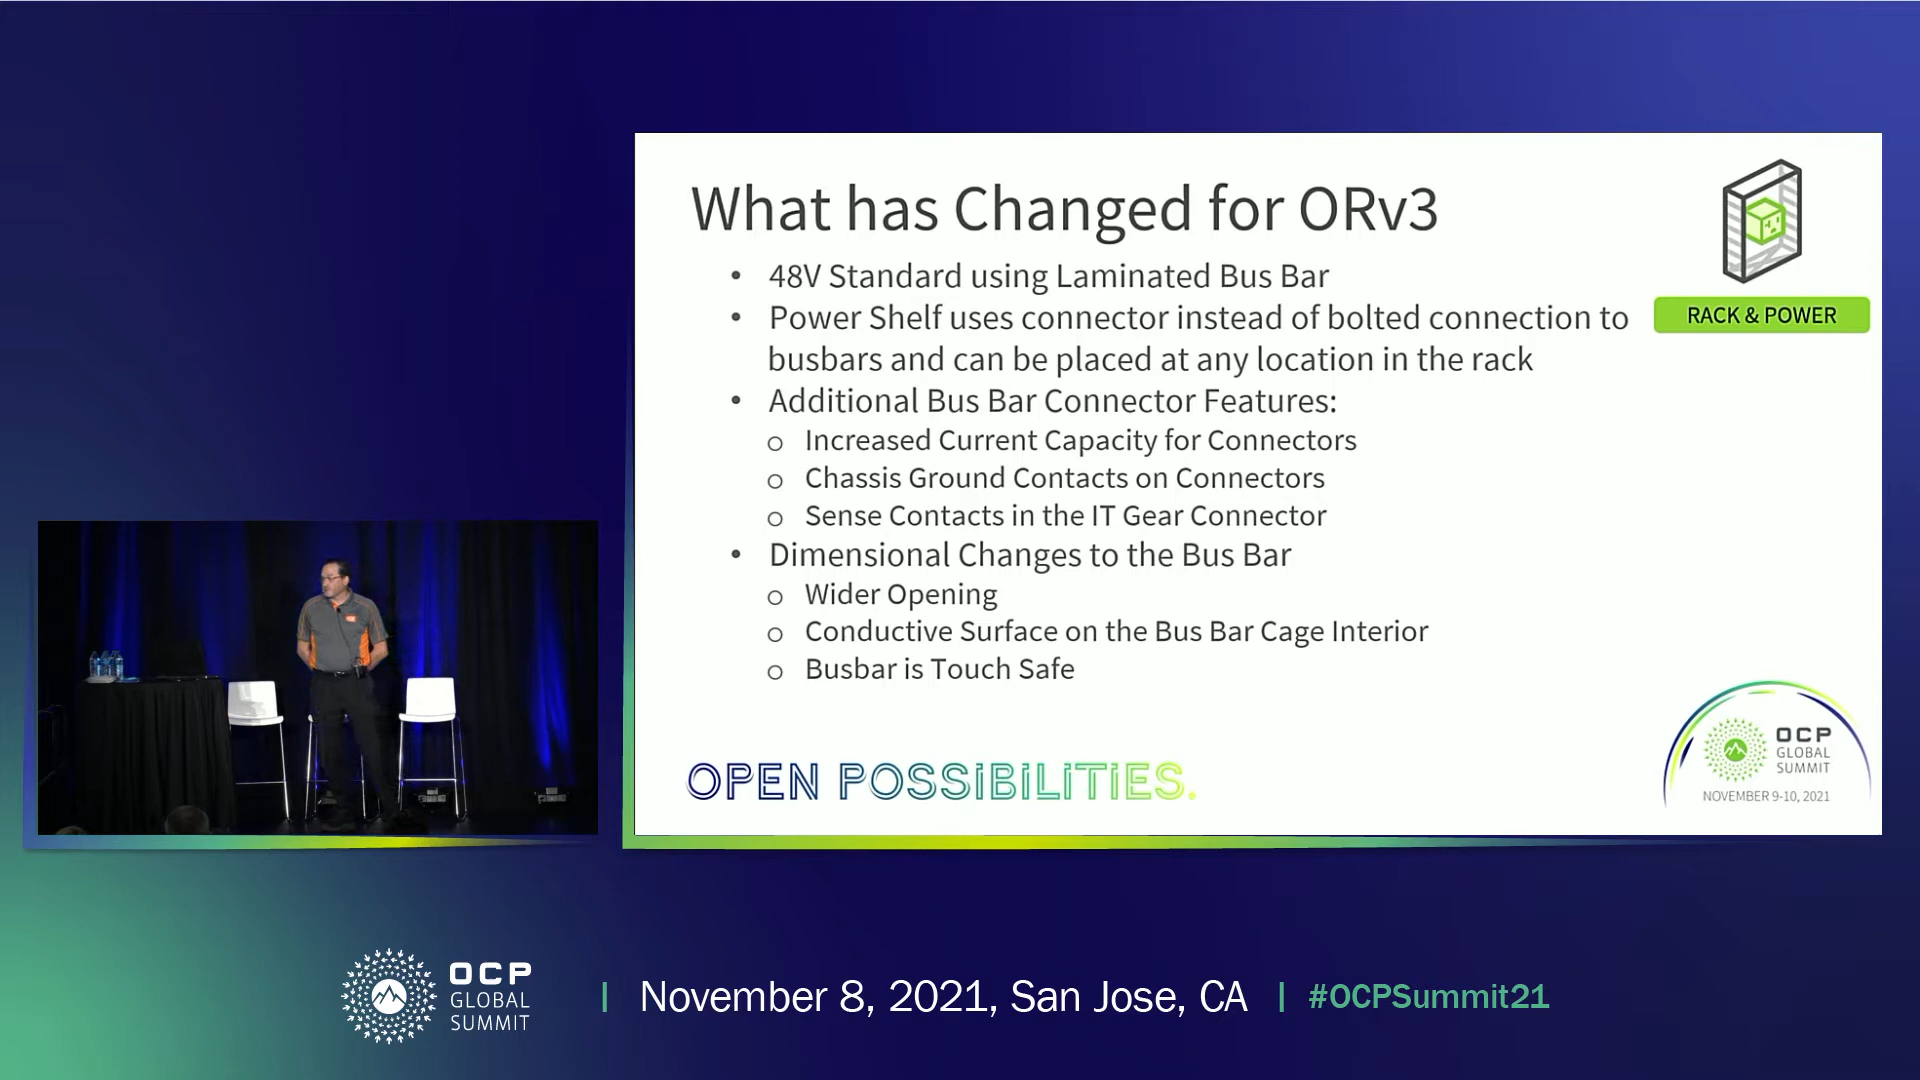 What has Changed for ORv3
• 48V Standard using Laminated Bus Bar
• Power Shelf uses connector instead of bolted connection to
busbars and can be placed at any location in the rack
• Additional Bus Bar Connector Features:
o Increased Current Capacity for Connectors
o Chassis Ground Contacts on Connectors
o Sense Contacts in the IT Gear Connector
• Dimensional Changes to the Bus Bar
o Wider Opening
o Conductive Surface on the Bus Bar Cage Interior
o Busbar is Touch Safe
RACK & POWER
OPEN POSSIBILITIES.
OCP
GLOBAL
SUMMIT
NOVEMBER 9-10, 2021
OCP
GLOBAL
SUMMIT
| November 8, 2021, San Jose, CA | #OCPSummit21